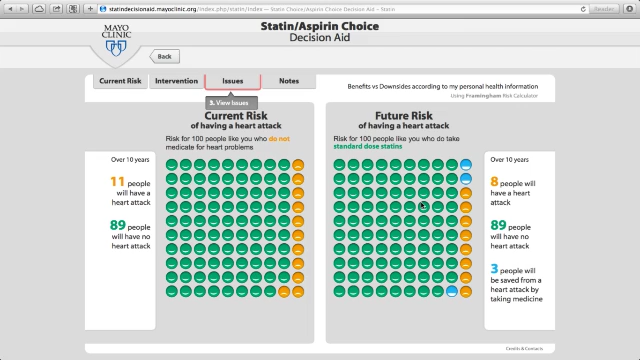 statindecisionaid.mayoclinic.org/index.php/statin/index — Statin Choice/Aspirin Choice Decision Aid – Statin
Reader
MAYO
CLINIC
Statin/Aspirin Choice
Decision Aid
Back
Current Risk
Intervention
Issues
Notes
Benefits vs Downsides according to my personal health information
Using Framingham Risk Calculator
3. View Issues
Current Risk
of having a heart attack
Risk for 100 people like you who do not
medicate for heart problems
Over 10 years
11 people
will have a
heart attack
89 people
will have no
heart attack
Future Risk
of having a heart attack
Risk for 100 people like you who do take
standard dose statins
Over 10 years
8 people will
have a heart
attack
89 people
will have no
heart attack
3 people will
be saved from a
heart attack by
taking medicine
Credits & Contacts